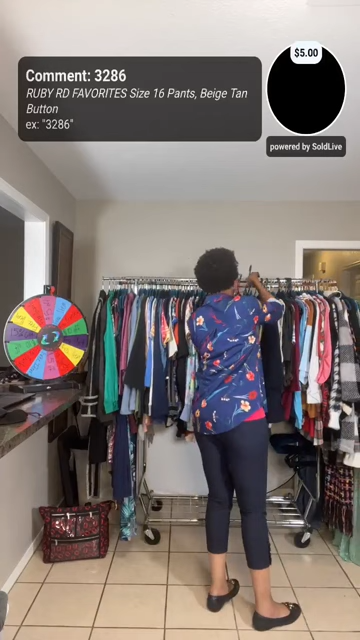 $5.00
Comment: 3286
RUBY RD FAVORITES Size 16 Pants, Beige Tan
Button
ex: "3286"
powered by SoldLive